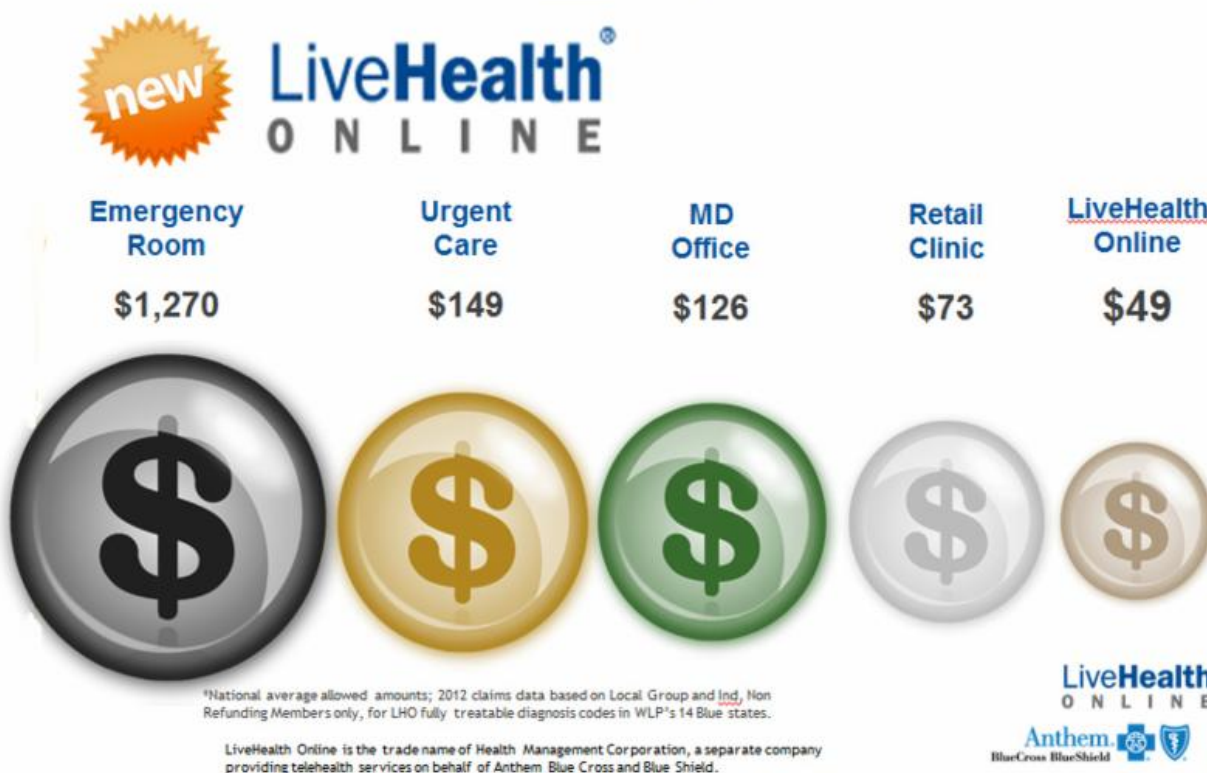 new
LiveHealth®
ONLINE
Emergency
Room
Urgent
Care
MD
Office
Retail
Clinic
LiveHealth
Online
$1,270
$149
$126
$73
$49
$
$
$
$
$
*National average allowed amounts; 2012 claims data based on Local Group and Ind, Non
Refunding Members only, for LHO fully treatable diagnosis codes in WLP's 14 Blue states.
LiveHealth
ONLINE
LiveHealth Online is the trade name of Health Management Corporation, a separate company
providing telehealth services on behalf of Anthem Blue Cross and Blue Shield.
Anthem.
BlueCross BlueShield